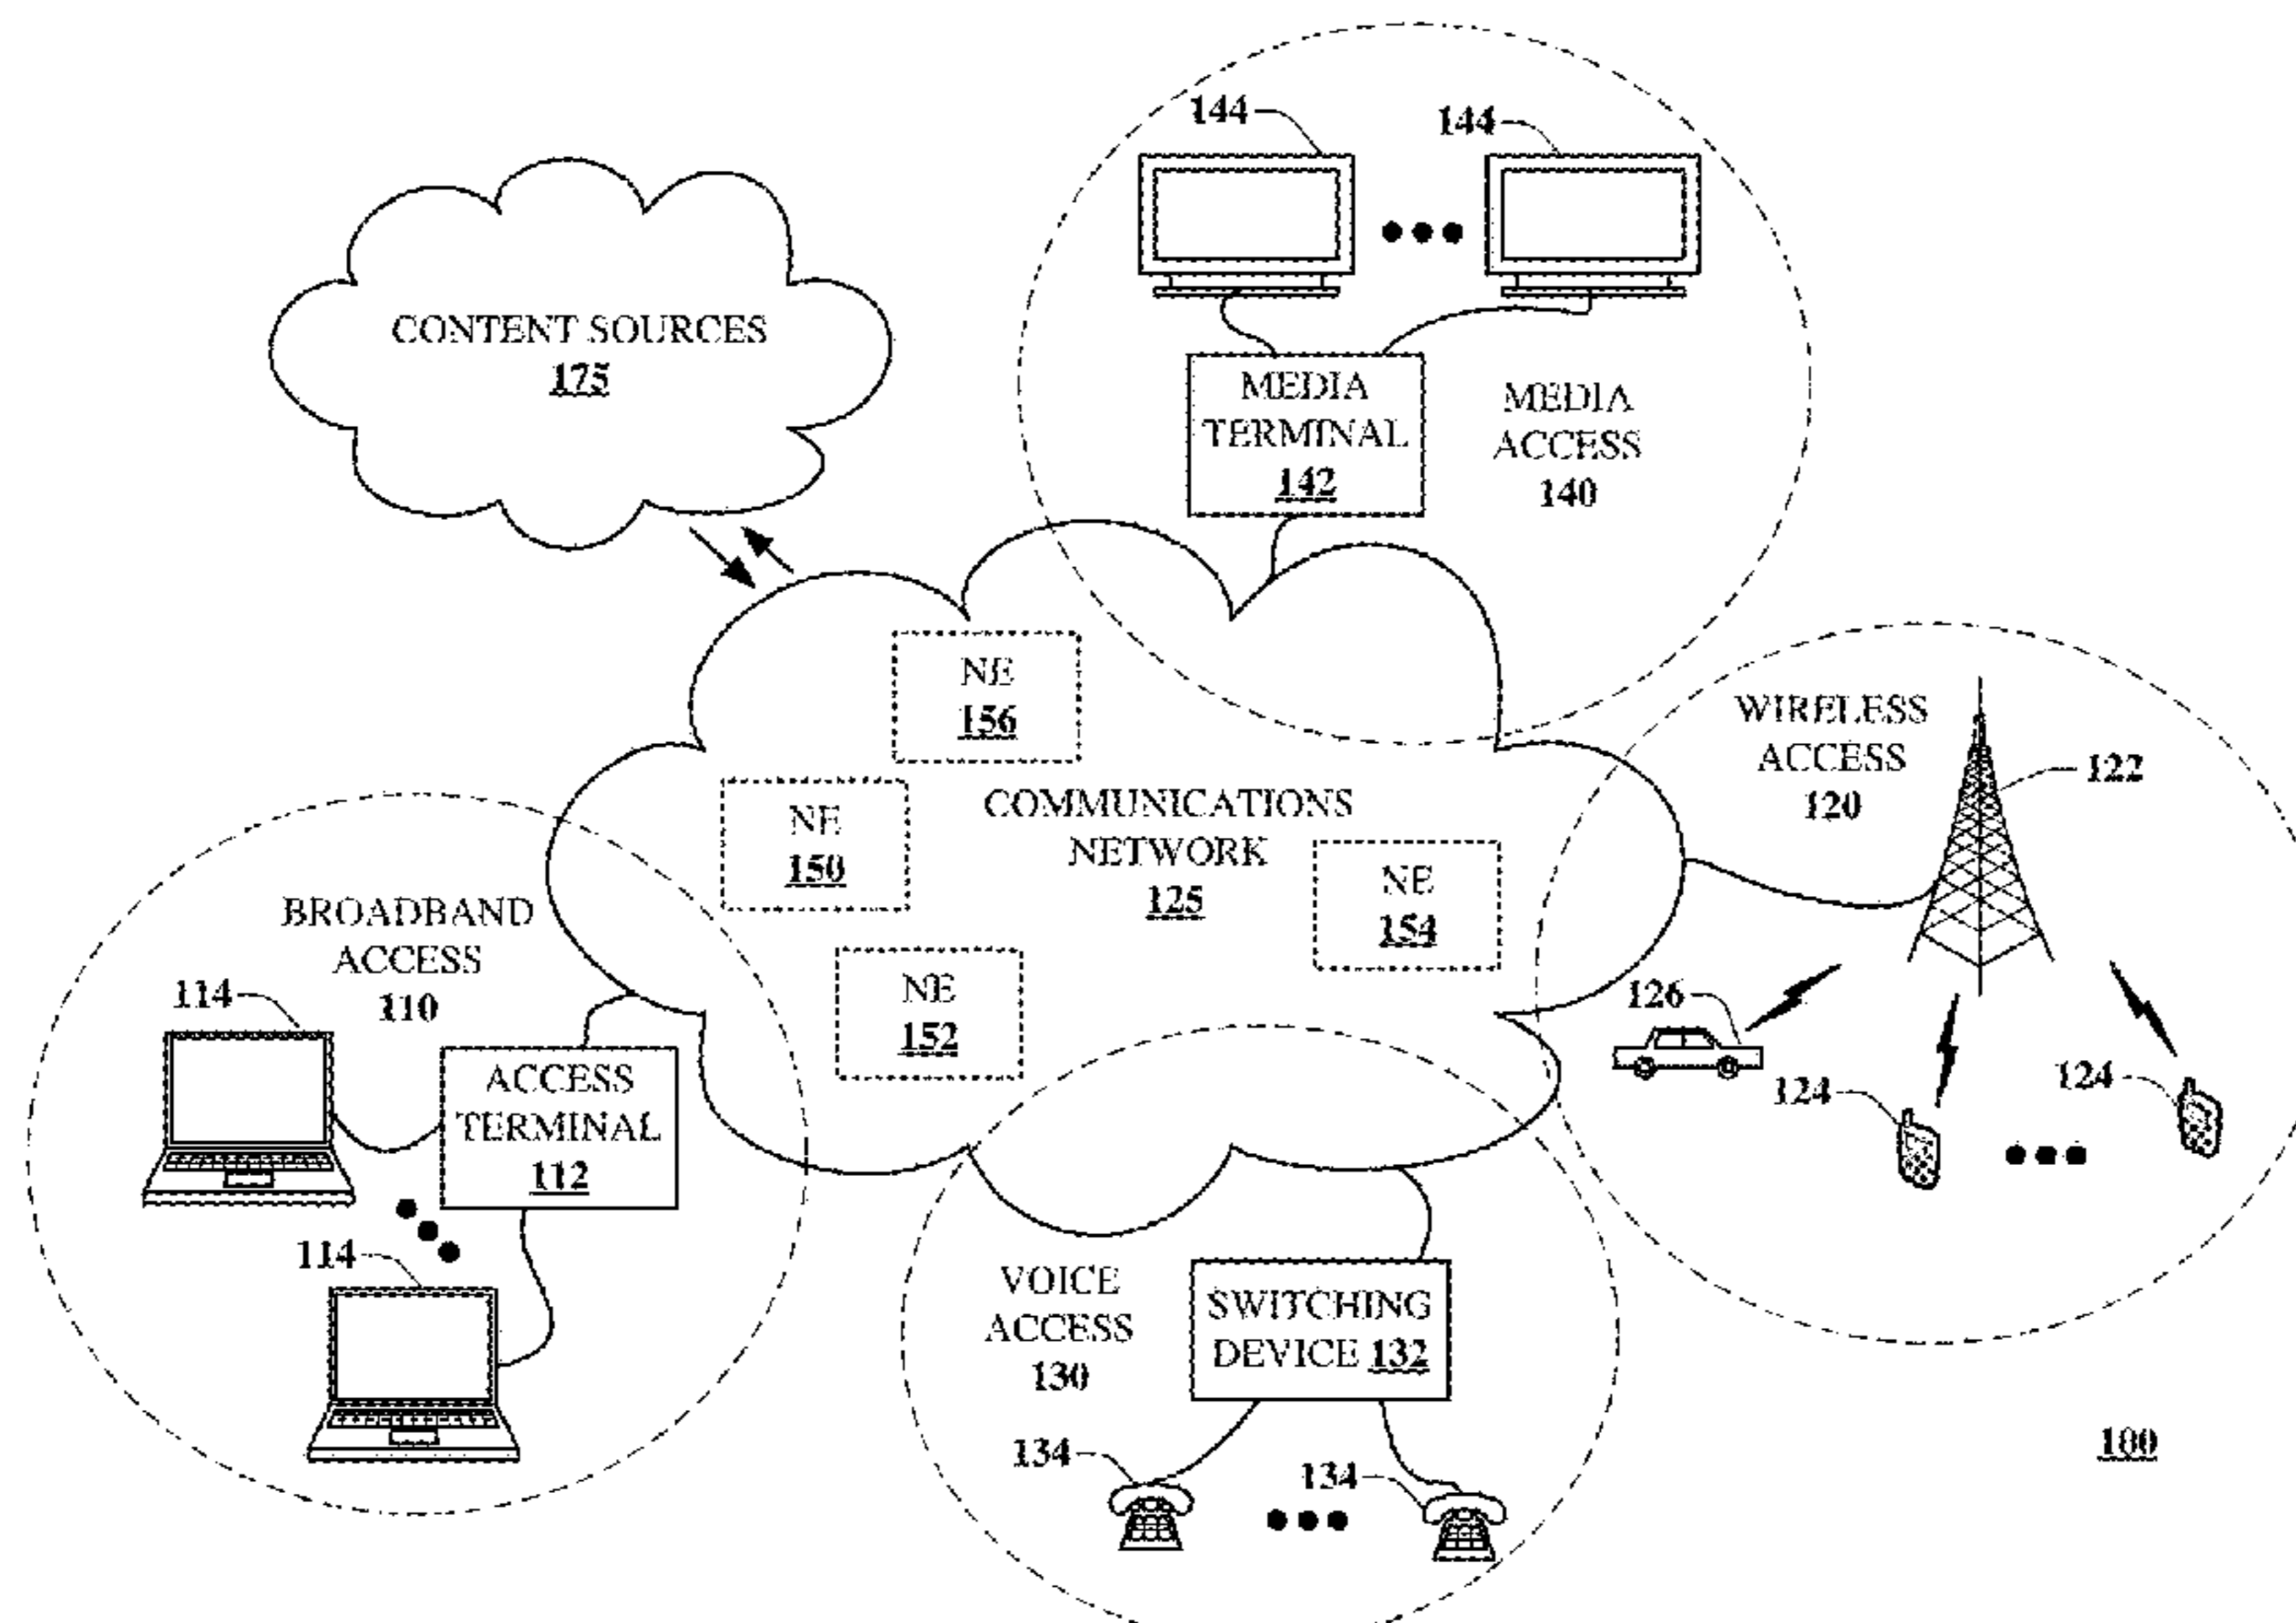 144
144
CONTENT SOURCES
175
MEDIA
TERMINAL
142
MEDIA
ACCESS
140
NE
156
WIRELESS
ACCESS
120
122
NE
150
COMMUNICATIONS
NETWORK
125
NE
154
BROADBAND
ACCESS
110
114
NE
152
126
ACCESS
TERMINAL
112
124
124
114
VOICE
ACCESS
130
SWITCHING
DEVICE 132
134
134
100